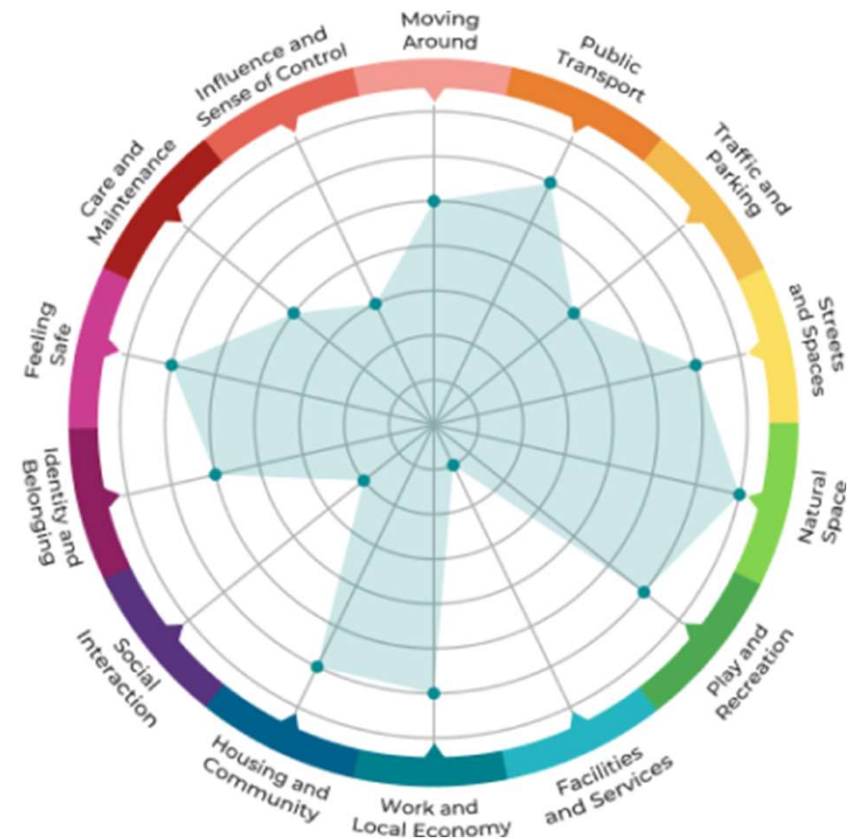 Moving
Around
Public
Transport
Traffic and
Parking
Streets
and Spaces
Natural
Space
Play and
Recreation
Facilities
and Services
Work and
Local Economy
Housing and
Community
Social
Interaction
Identity and
Belonging
Feeling
Safe
Care and
Maintenance
Influence and
Sense of Control